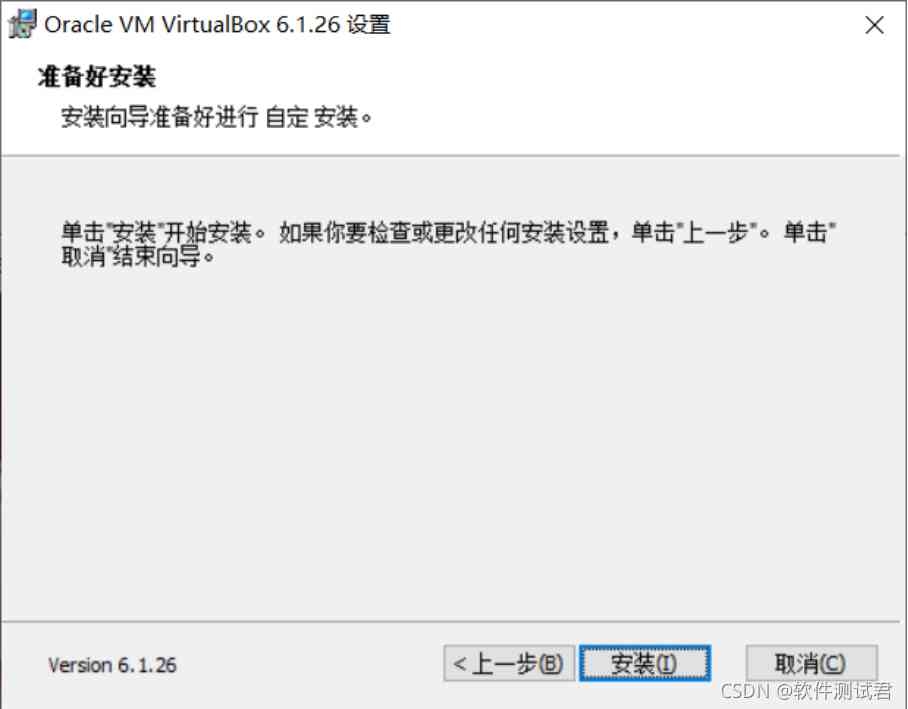 Oracle VM VirtualBox 6.1.26 设置
准备好安装
安装向导准备好进行 自定 安装。
单击"安装"开始安装。 如果你要检查或更改任何安装设置，单击"上一步"。 单击"
取消"结束向导。
Version 6.1.26
< 上一步(B)
安装(I)
取消(C)
CSDN @软件测试君